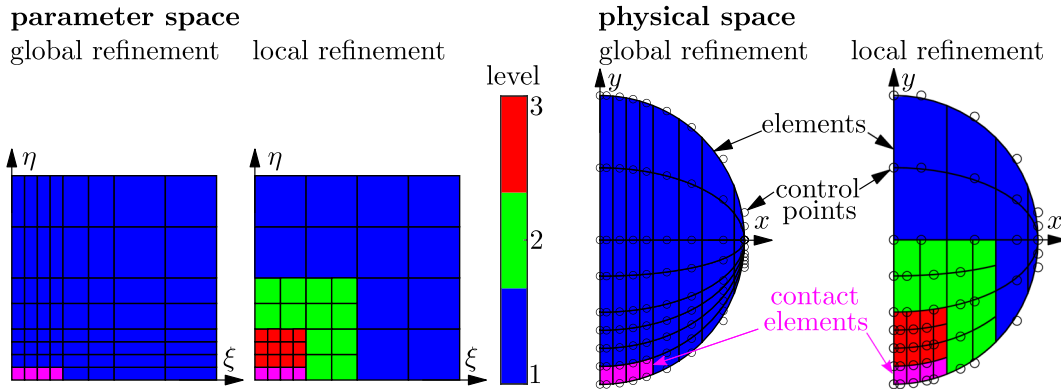 parameter space
global refinement
local refinement
η
ξ
η
ξ
level
3
2
1
physical space
global refinement
local refinement
y
x
y
x
elements
control
points
contact
elements